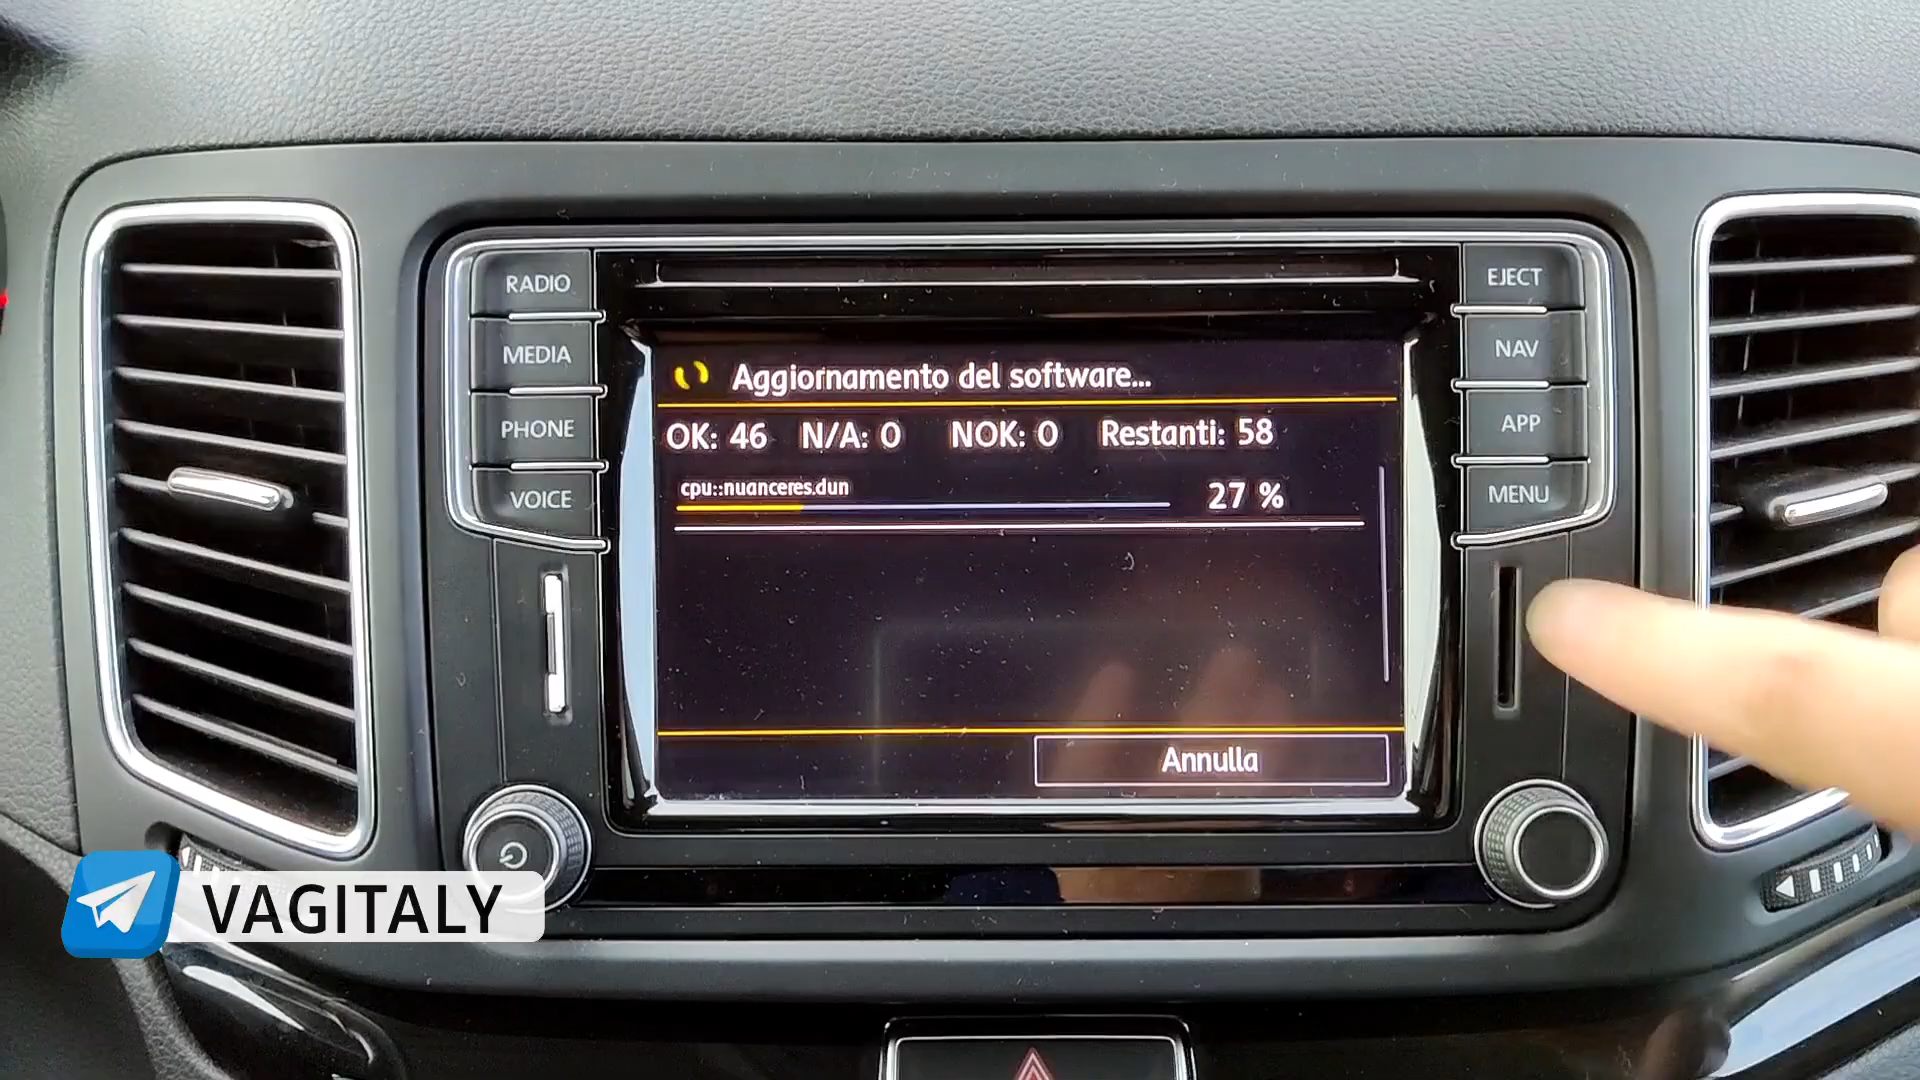 RADIO
MEDIA
PHONE
VOICE
EJECT
NAV
APP
MENU
Aggiornamento del software...
OK: 46 N/A: 0 NOK: 0 Restanti: 58
cpu::nuanceres.dun
27 %
Annulla
VAGITALY